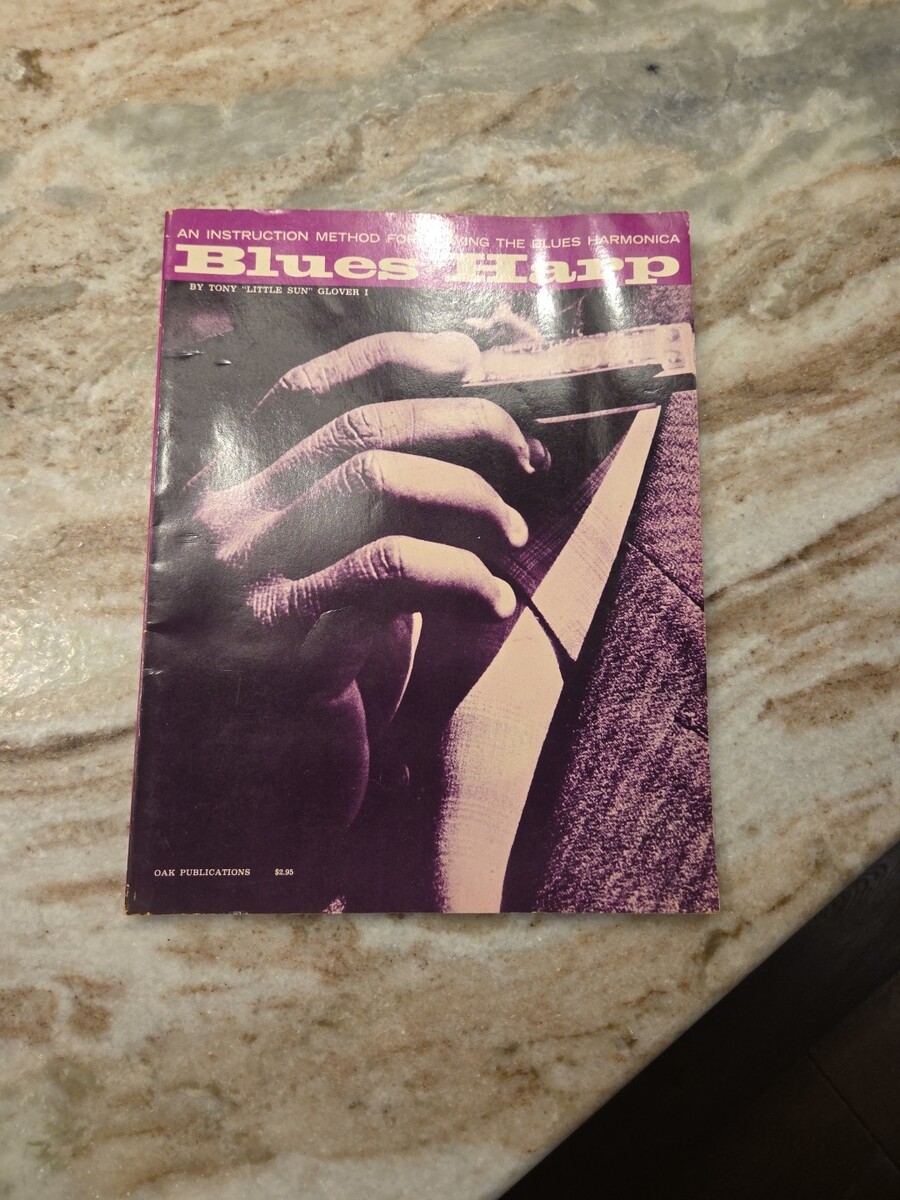 AN INSTRUCTION METHOD FOR THE BLUES HARMONICA
Blues Harp
BY TONY "LITTLE SUN" GLOVER I
OAK PUBLICATIONS $2.95